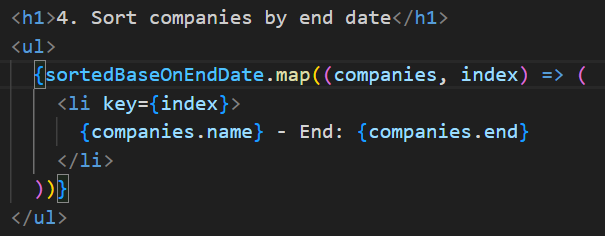 <h1>4. Sort companies by end date</h1>
<ul>
{sortedBaseOnEndDate.map((companies, index) => (
<li key={index}>
{companies.name} - End: {companies.end}
</li>
))}
</ul>